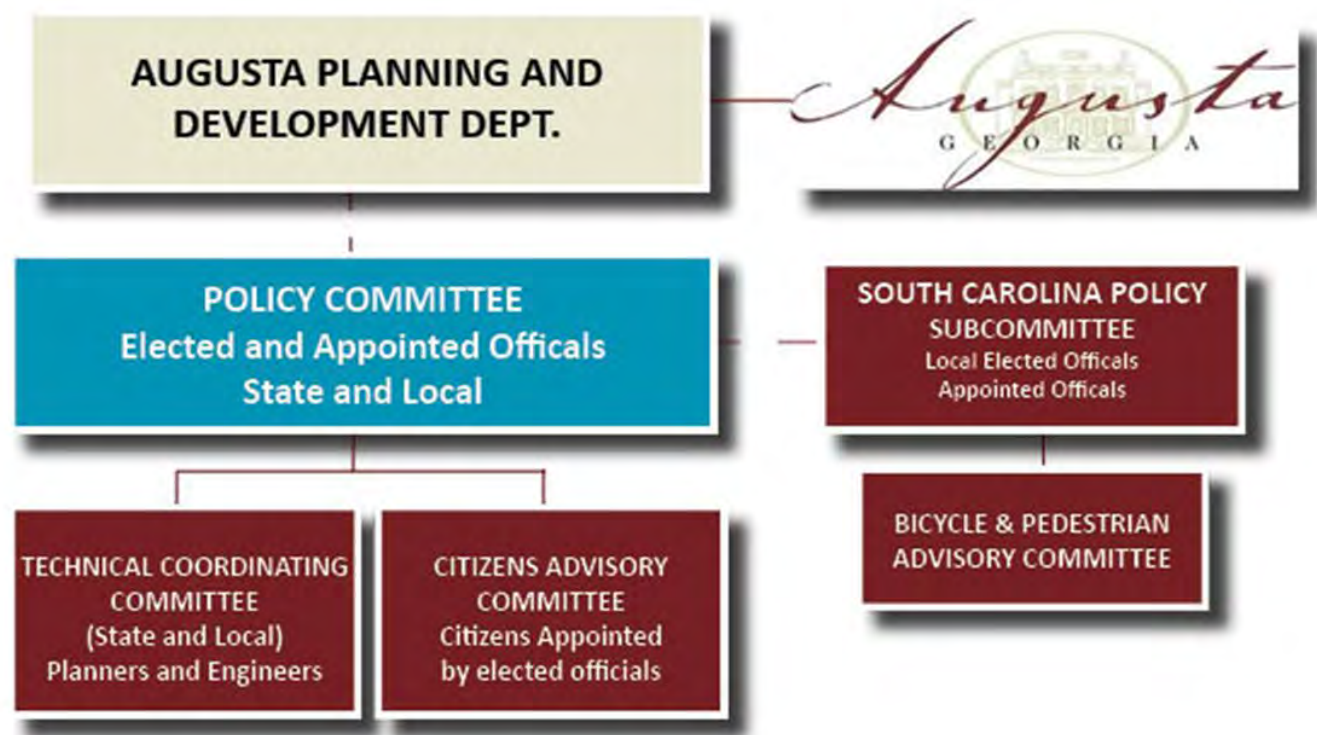 AUGUSTA PLANNING AND
DEVELOPMENT DEPT.
Augusta
GEORGIA
POLICY COMMITTEE
Elected and Appointed Officals
State and Local
SOUTH CAROLINA POLICY
SUBCOMMITTEE
Local Elected Officals
Appointed Officals
TECHNICAL COORDINATING
COMMITTEE
(State and Local)
Planners and Engineers
CITIZENS ADVISORY
COMMITTEE
Citizens Appointed
by elected officials
BICYCLE & PEDESTRIAN
ADVISORY COMMITTEE